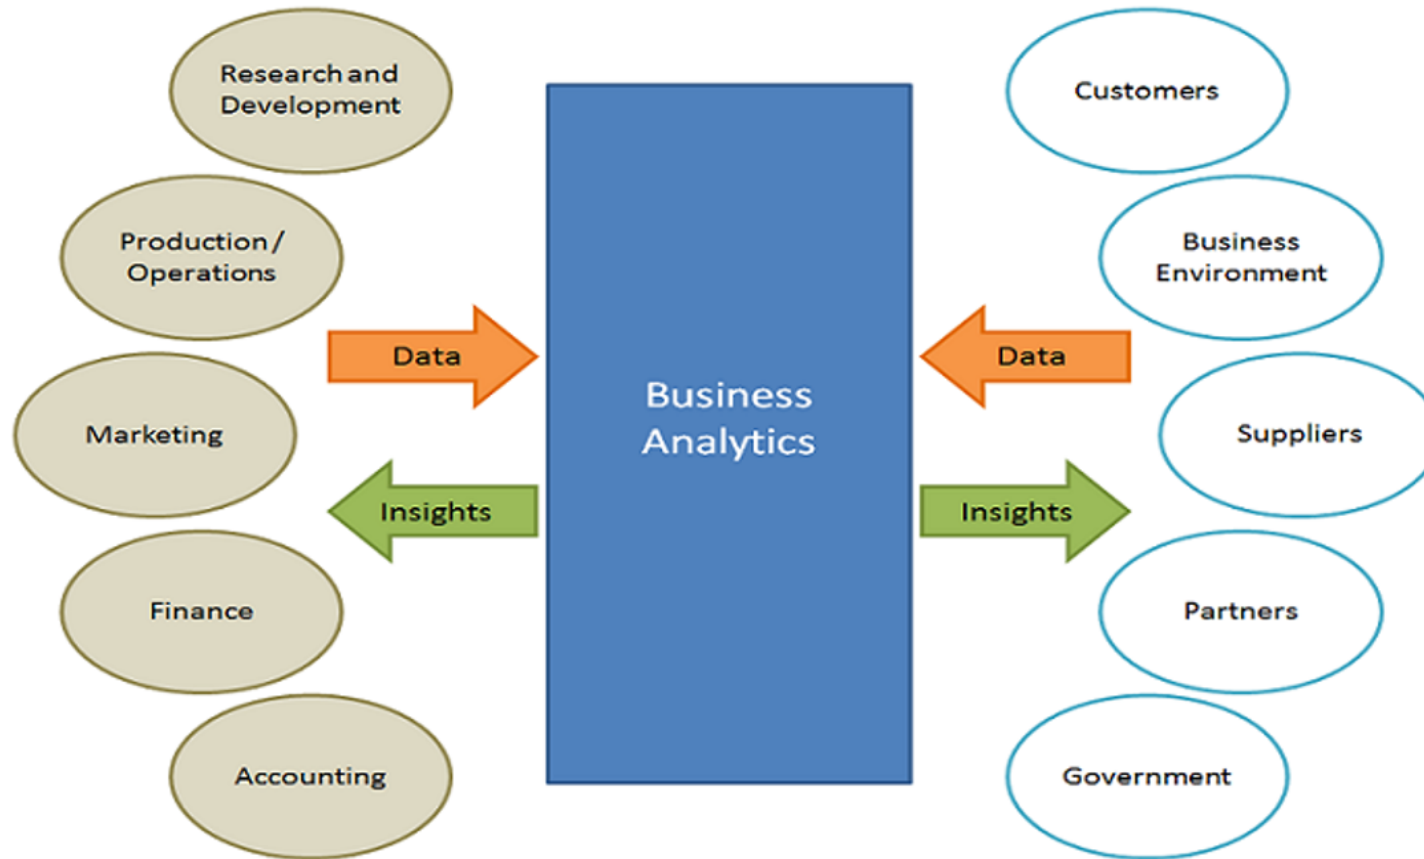 Research and
Development
Production /
Operations
Marketing
Finance
Accounting
Data
Insights
Business
Analytics
Data
Insights
Customers
Business
Environment
Suppliers
Partners
Government